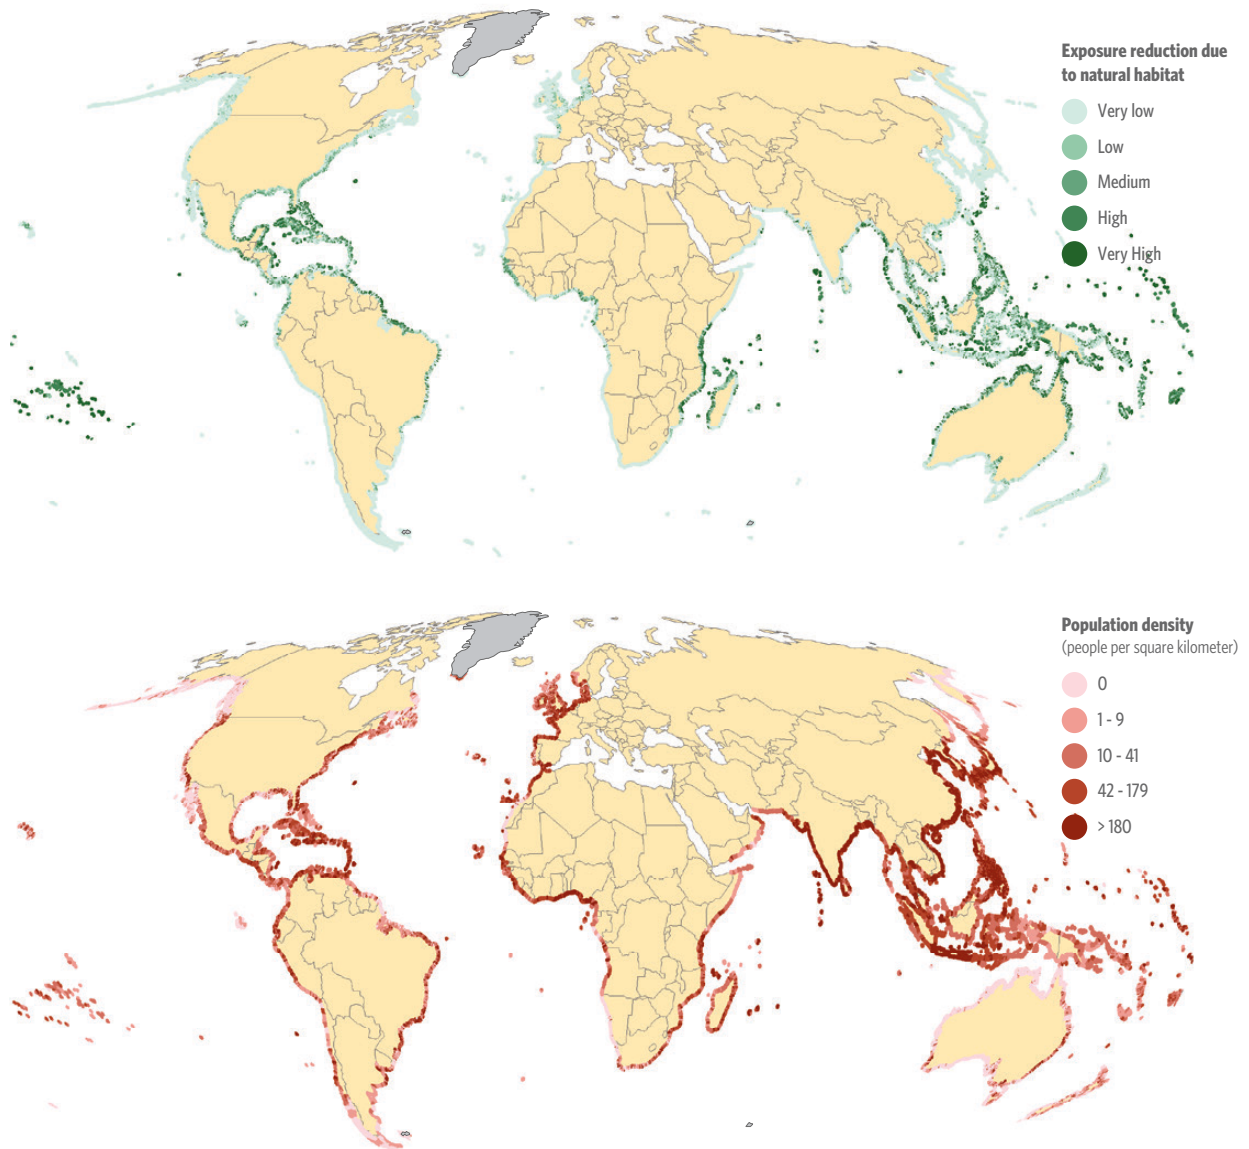 Exposure reduction due
to natural habitat
Very low
Low
Medium
High
Very High
Population density
(people per square kilometer)
0
1 - 9
10 - 41
42 - 179
> 180